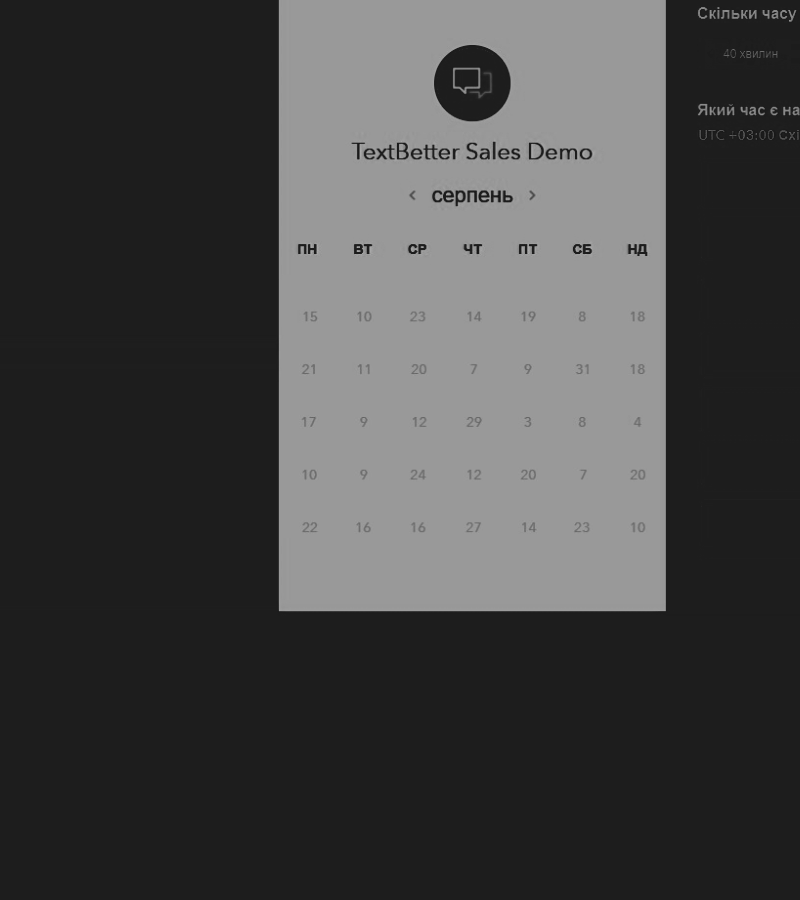 TextBetter Sales Demo
‹ серпень ›
ПН ВТ СР ЧТ ПТ СБ НД
15 10 23 14 19 8 18
21 11 20 7 9 31 18
17 9 12 29 3 8 4
10 9 24 12 20 7 20
22 16 16 27 14 23 10
Скільки часу
40 хвилин
Який час є на
UTC +03:00 Схі